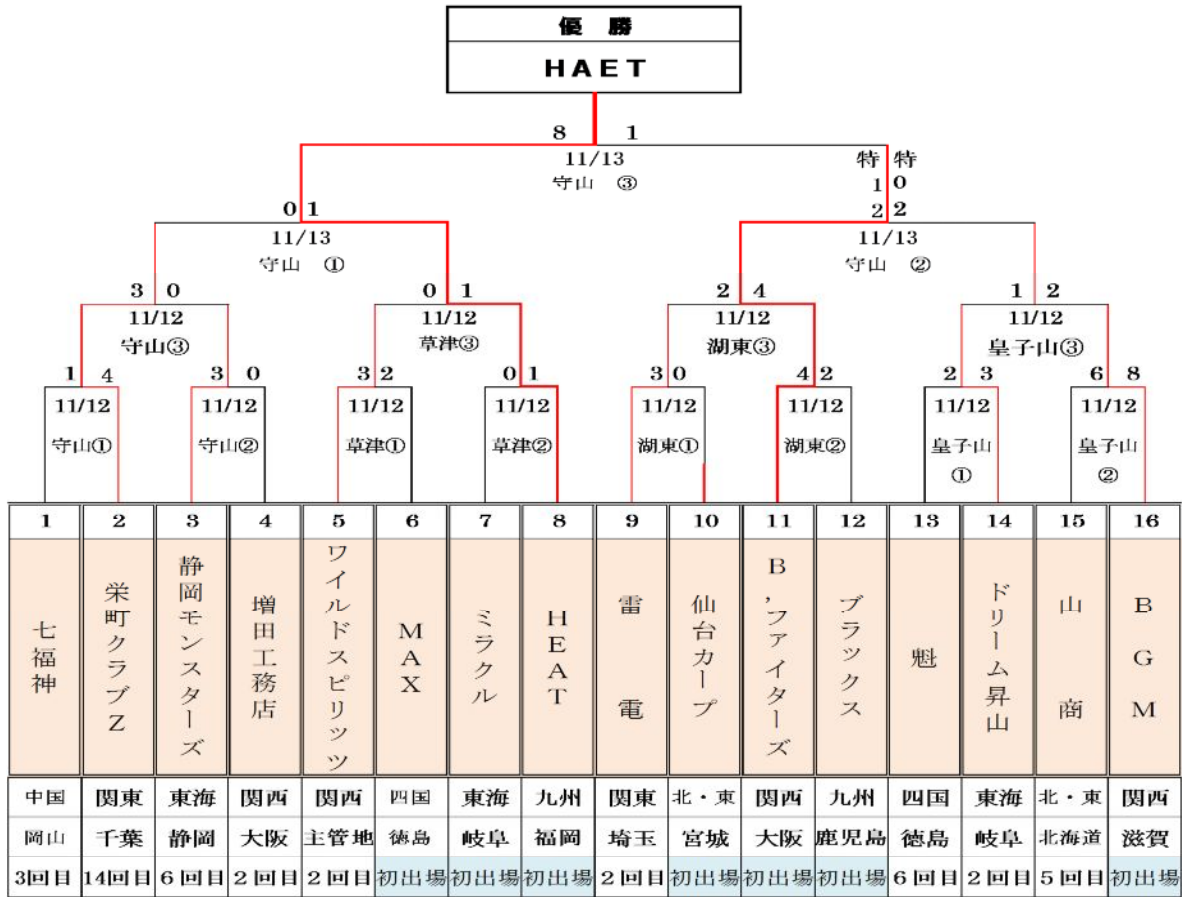 優 勝
HAET
8 1
11/13
守山 ③
特 特
1 0
2 2
0 1
11/13
守山 ①
11/13
守山 ②
3 0
0 1
2 4
1 2
11/12
守山③
11/12
草津③
11/12
湖東③
11/12
皇子山③
1 4
3 0
3 2
0 1
3 0
4 2
2 3
6 8
11/12
守山①
11/12
守山②
11/12
草津①
11/12
草津②
11/12
湖東①
11/12
湖東②
11/12
皇子山
①
11/12
皇子山
②
1 2 3 4 5 6 7 8 9 10 11 12 13 14 15 16
七福神
栄町クラブZ
静岡モンスターズ
増田工務店
ワイルドスピリッツ
MAX
ミラクル
HEAT
雷電
仙台カープ
B,ファイターズ
ブラックス
魁
ドリーム昇山
山商
BGM
中国 関東 東海 関西 関西 四国 東海 九州 関東 北・東 関西 九州 四国 東海 北・東 関西
岡山 千葉 静岡 大阪 主管地 徳島 岐阜 福岡 埼玉 宮城 大阪 鹿児島 徳島 岐阜 北海道 滋賀
3回目 14回目 6回目 2回目 2回目 初出場 初出場 初出場 2回目 初出場 初出場 初出場 6回目 2回目 5回目 初出場